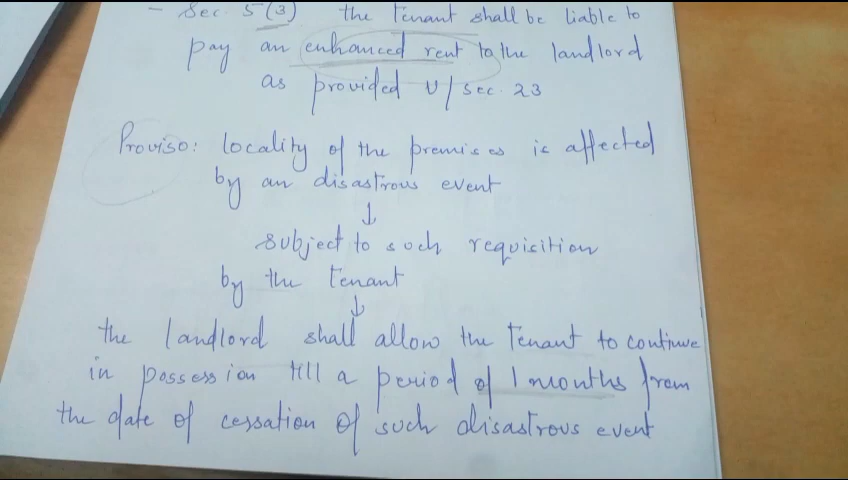 - Sec. 5(3) the Tenant shall be liable to
pay an enhanced rent to the landlord
as provided U/sec. 23
Proviso: locality of the premises is affected
by an disastrous event
↓
subject to such requisition
by the tenant
↓
the landlord shall allow the Tenant to continue
in possession till a period of 1 months from
the date of cessation of such disastrous event